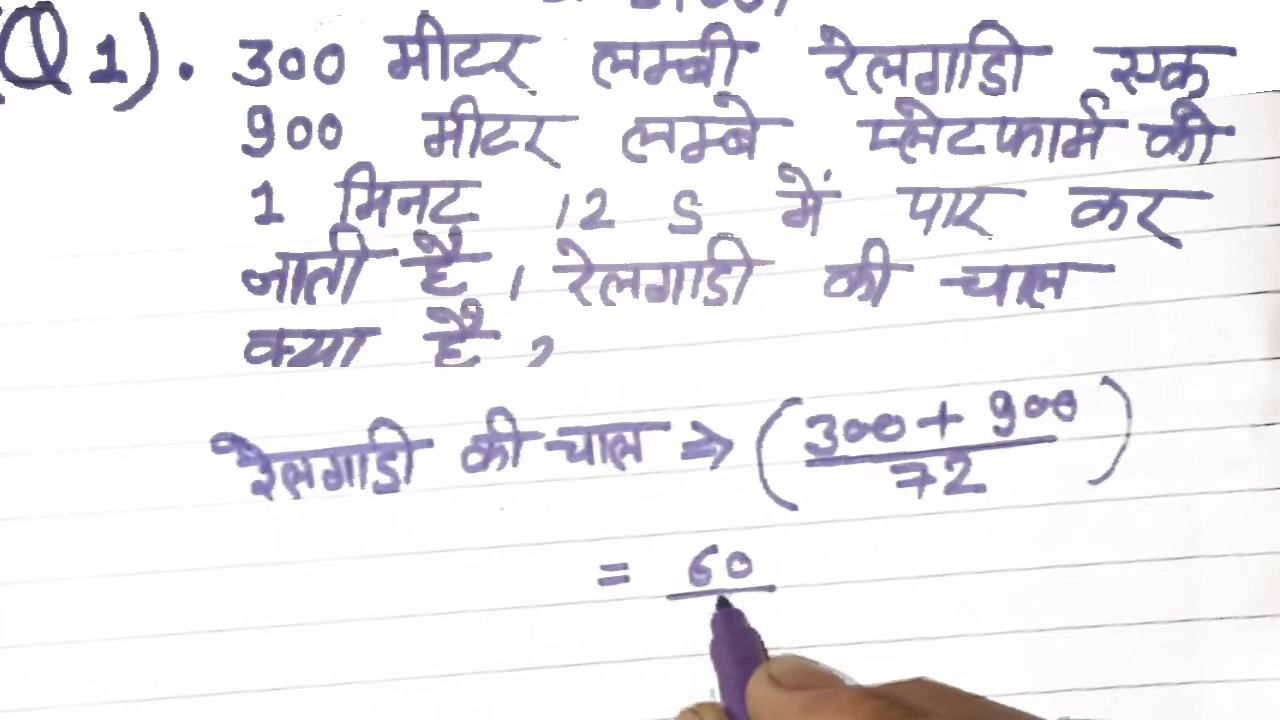 Q1). 300 मीटर लम्बी रेलगाडी एक
900 मीटर लम्बे प्लेटफार्म की
1 मिनट 12 S में पार कर
जाती है, रेलगाडी की चाल
क्या है ?
रेलगाडी की चाल ⇒ (300 + 900 / 72)
= 60